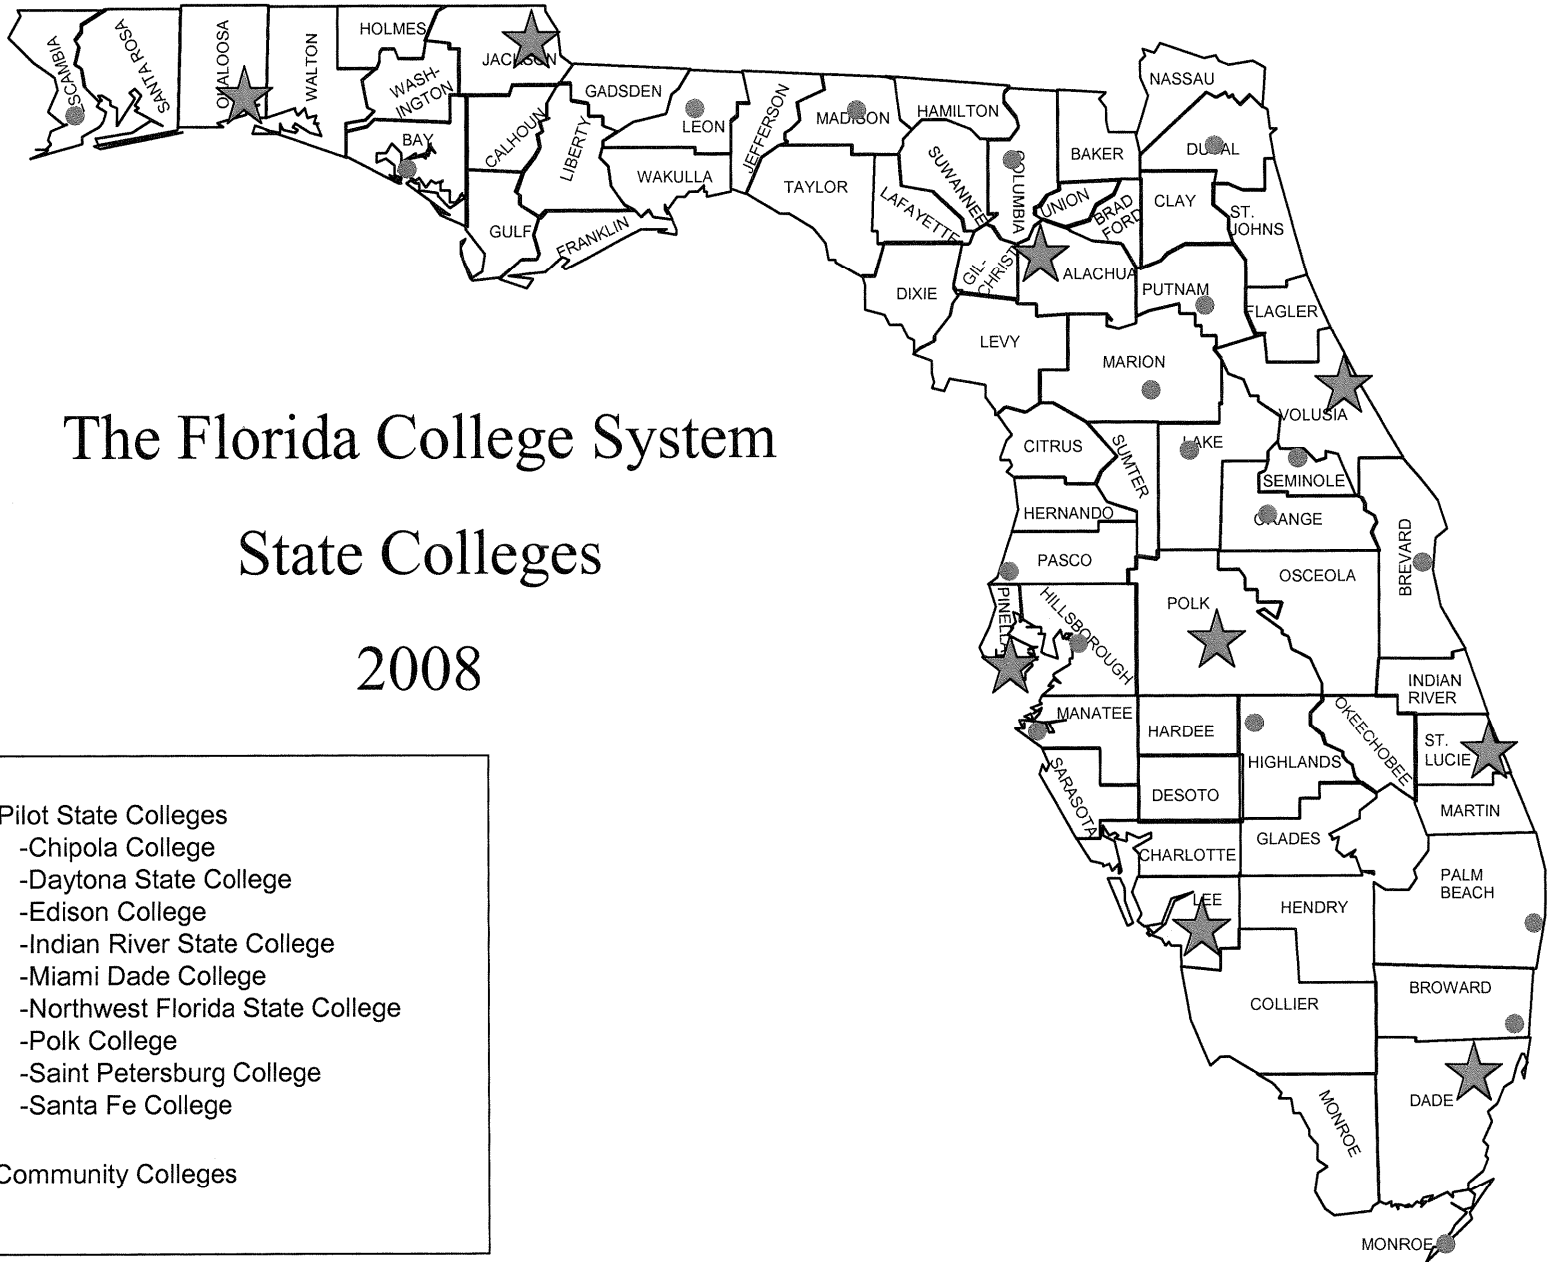 HOLMES
JACKSON
ESCAMBIA
SANTA ROSA
OKALOOSA
WALTON
WASH-
INGTON
BAY
CALHOUN
GULF
LIBERTY
GADSDEN
LEON
WAKULLA
FRANKLIN
JEFFERSON
MADISON
TAYLOR
HAMILTON
SUWANNEE
LAFAYETTE
DIXIE
GIL-
CHRIST
COLUMBIA
BAKER
UNION
BRAD
FORD
NASSAU
DUVAL
CLAY
ST.
JOHNS
ALACHUA
PUTNAM
FLAGLER
LEVY
MARION
VOLUSIA
CITRUS
SUMTER
LAKE
SEMINOLE
ORANGE
HERNANDO
PASCO
OSCEOLA
BREVARD
PINELLAS
HILLSBOROUGH
POLK
INDIAN
RIVER
MANATEE
HARDEE
HIGHLANDS
OKEECHOBEE
ST.
LUCIE
SARASOTA
DESOTO
MARTIN
CHARLOTTE
GLADES
PALM
BEACH
LEE
HENDRY
BROWARD
COLLIER
DADE
MONROE
MONROE
The Florida College System
State Colleges
2008
Pilot State Colleges
-Chipola College
-Daytona State College
-Edison College
-Indian River State College
-Miami Dade College
-Northwest Florida State College
-Polk College
-Saint Petersburg College
-Santa Fe College
Community Colleges